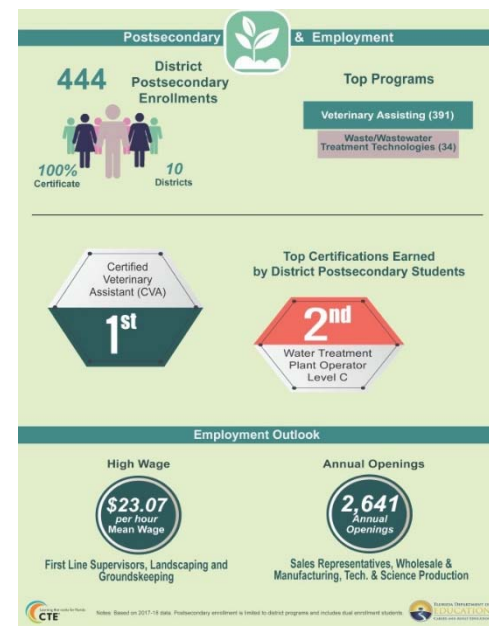 Postsecondary & Employment
444
District
Postsecondary
Enrollments
100%
Certificate
10
Districts
Top Programs
Veterinary Assisting (391)
Waste/Wastewater
Treatment Technologies (34)
Certified
Veterinary
Assistant (CVA)
1st
Top Certifications Earned
by District Postsecondary Students
2nd
Water Treatment
Plant Operator
Level C
Employment Outlook
High Wage
$23.07
per hour
Mean Wage
First Line Supervisors, Landscaping and
Groundskeeping
Annual Openings
2,641
Annual
Openings
Sales Representatives, Wholesale &
Manufacturing, Tech. & Science Production
CTE
Notes: Based on 2017-18 data. Postsecondary enrollment is limited to district programs and includes dual enrollment students.
FLORIDA DEPARTMENT OF
EDUCATION